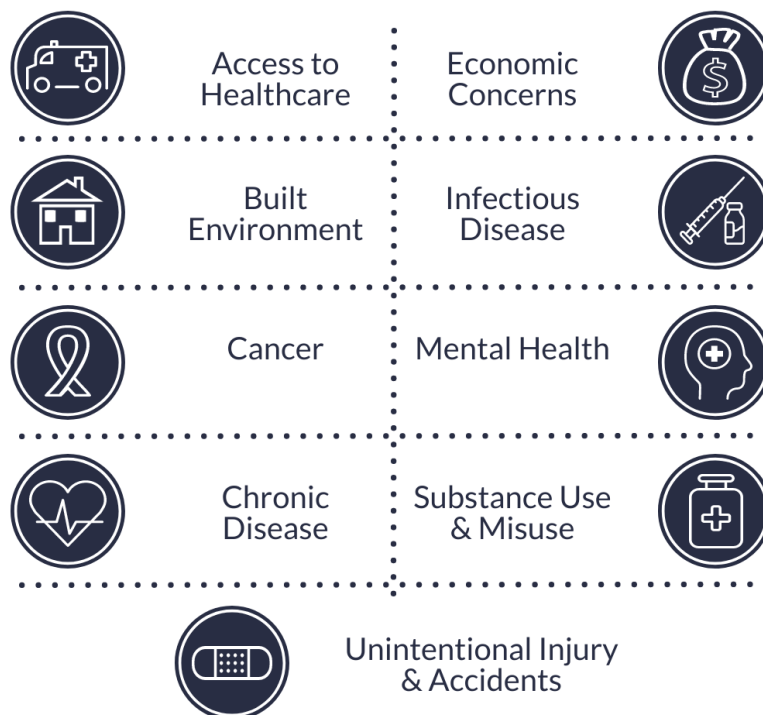 Access to
Healthcare
Economic
Concerns
$
Built
Environment
Infectious
Disease
Cancer
Mental Health
Chronic
Disease
Substance Use
& Misuse
Unintentional Injury
& Accidents